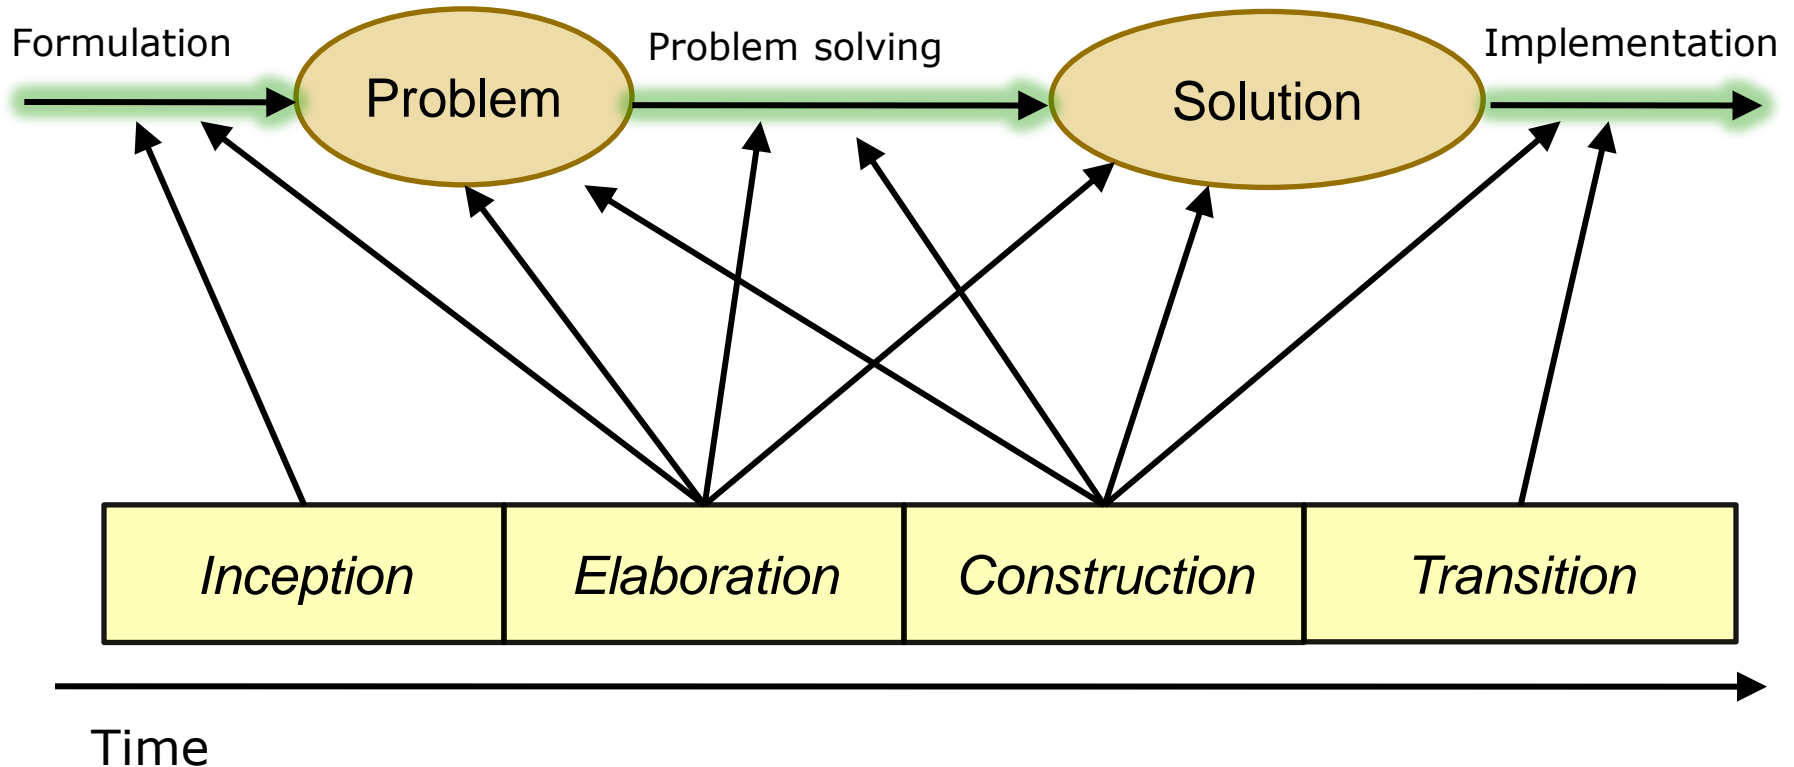 Formulation
Problem
Problem solving
Solution
Implementation
Inception
Elaboration
Construction
Transition
Time